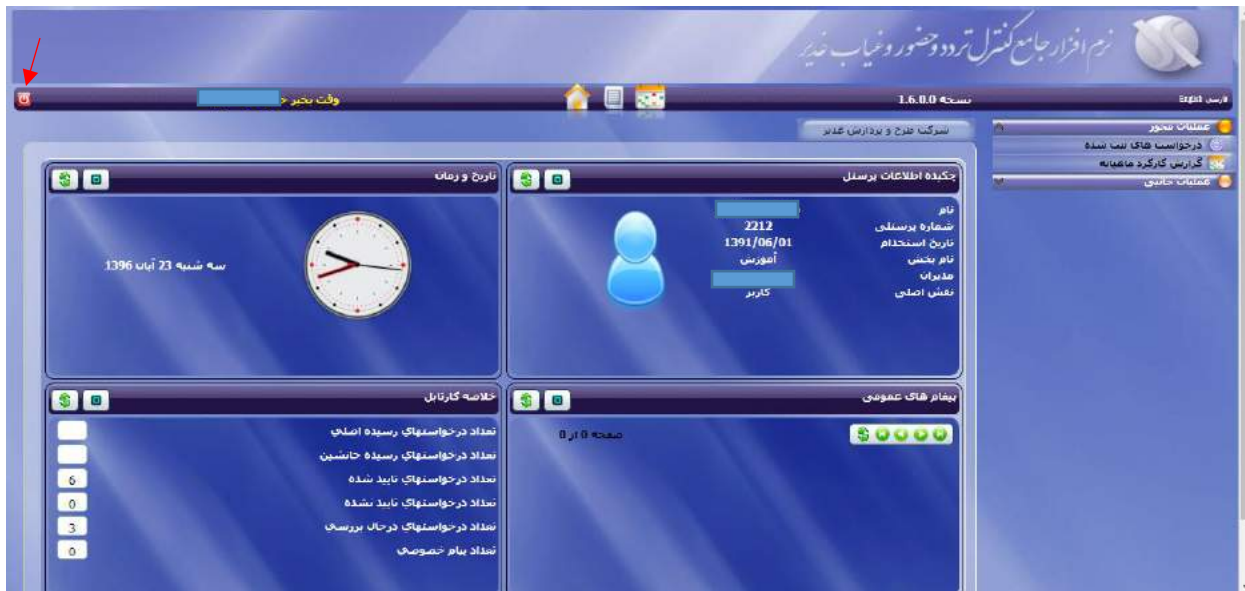 نرم افزار جامع کنترل تردد و حضور و غیاب غدیر
فارسی English
نسخه 1.6.0.0
وقت بخیر
عملیات محور
درخواست های ثبت شده
گزارش کارکرد ماهیانه
عملیات جانبی
شرکت طرح و پردازش غدیر
چکیده اطلاعات پرسنل
نام
شماره پرسنلی 2212
تاریخ استخدام 1391/06/01
نام بخش آموزش
مدیران
نقش اصلی کاربر
تاریخ و زمان
سه شنبه 23 آبان 1396
پیغام های عمومی
صفحه 0 از 0
خلاصه کارتابل
تعداد درخواستهای رسیده اصلی
تعداد درخواستهای رسیده جانشین
تعداد درخواستهای تایید شده 6
تعداد درخواستهای تایید نشده 0
تعداد درخواستهای درحال بررسی 3
تعداد پیام خصوصی 0